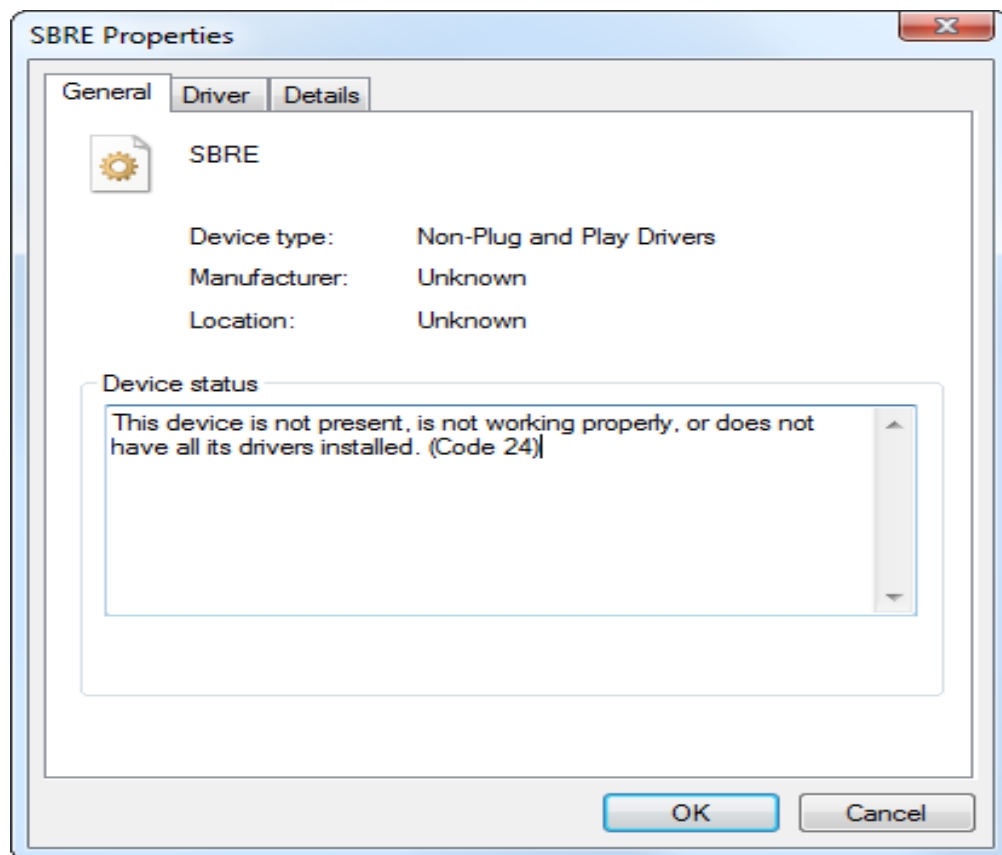 SBRE Properties
General Driver Details
SBRE
Device type: Non-Plug and Play Drivers
Manufacturer: Unknown
Location: Unknown
Device status
This device is not present, is not working properly, or does not
have all its drivers installed. (Code 24)
OK Cancel